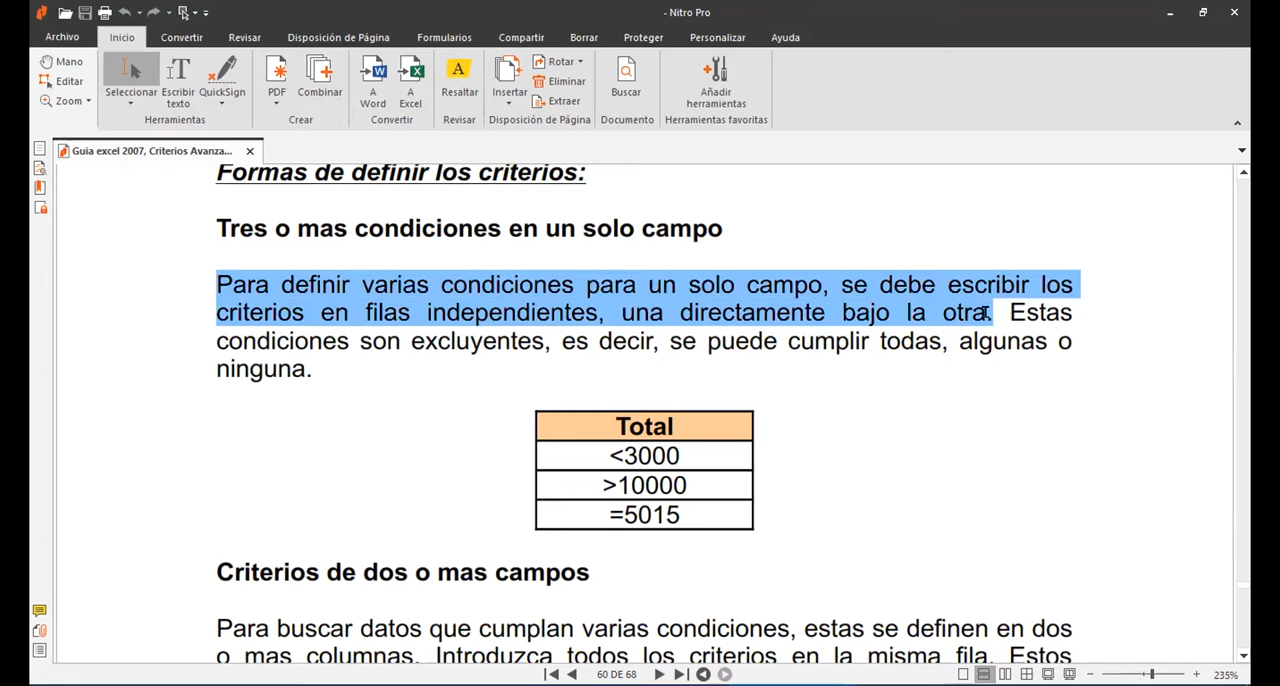 - Nitro Pro
Archivo Inicio Convertir Revisar Disposición de Página Formularios Compartir Borrar Proteger Personalizar Ayuda
Mano
Editar
Zoom
Seleccionar
Escribir texto
QuickSign
Herramientas
PDF
Combinar
Crear
A Word
A Excel
Convertir
Resaltar
Revisar
Insertar
Rotar
Eliminar
Extraer
Disposición de Página
Buscar
Documento
Añadir herramientas
Herramientas favoritas
Guia excel 2007, Criterios Avanza...
Formas de definir los criterios:
Tres o mas condiciones en un solo campo
Para definir varias condiciones para un solo campo, se debe escribir los
criterios en filas independientes, una directamente bajo la otra. Estas
condiciones son excluyentes, es decir, se puede cumplir todas, algunas o
ninguna.
Total
<3000
>10000
=5015
Criterios de dos o mas campos
Para buscar datos que cumplan varias condiciones, estas se definen en dos
o mas columnas. Introduzca todos los criterios en la misma fila. Estos
60 DE 68
235%